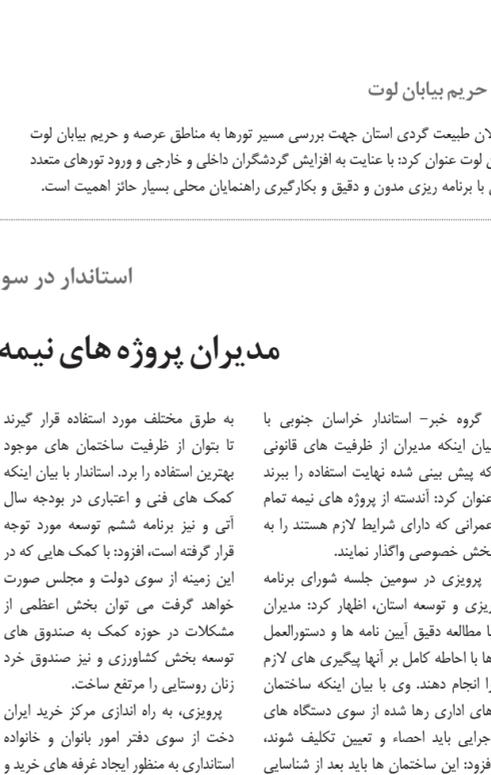 حریم بیابان لوت
طبیعت گردی استان جهت بررسی مسیر تورها به مناطق عرصه و حریم بیابان لوت
لوت عنوان کرد: با عنایت به افزایش گردشگران داخلی و خارجی و ورود تورهای متعدد
با برنامه ریزی مدون و دقیق و بکارگیری راهنمایان محلی بسیار حائز اهمیت است.
استاندار در سو
مدیران پروژه های نیمه
گروه خبر- استاندار خراسان جنوبی با
بیان اینکه مدیران از ظرفیت های قانونی
که پیش بینی شده نهایت استفاده را ببرند
عنوان کرد: آندسته از پروژه های نیمه تمام
عمرانی که دارای شرایط لازم هستند را به
بخش خصوصی واگذار نمایند.
پرویزی در سومین جلسه شورای برنامه
ریزی و توسعه استان، اظهار کرد: مدیران
با مطالعه دقیق آیین نامه ها و دستورالعمل
ها با احاطه کامل بر آنها پیگیری های لازم
را انجام دهند. وی با بیان اینکه ساختمان
های اداری رها شده از سوی دستگاه های
اجرایی باید احصاء و تعیین تکلیف شوند،
افزود: این ساختمان ها باید بعد از شناسایی
به طرق مختلف مورد استفاده قرار گیرند
تا بتوان از ظرفیت ساختمان های موجود
بهترین استفاده را برد. استاندار با بیان اینکه
کمک های فنی و اعتباری در بودجه سال
آتی و نیز برنامه ششم توسعه مورد توجه
قرار گرفته است، افزود: با کمک هایی که در
این زمینه از سوی دولت و مجلس صورت
خواهد گرفت می توان بخش اعظمی از
مشکلات در حوزه کمک به صندوق های
توسعه بخش کشاورزی و نیز صندوق خرد
زنان روستایی را مرتفع ساخت.
پرویزی، به راه اندازی مرکز خرید ایران
دخت از سوی دفتر امور بانوان و خانواده
استانداری به منظور ایجاد غرفه های خرید و